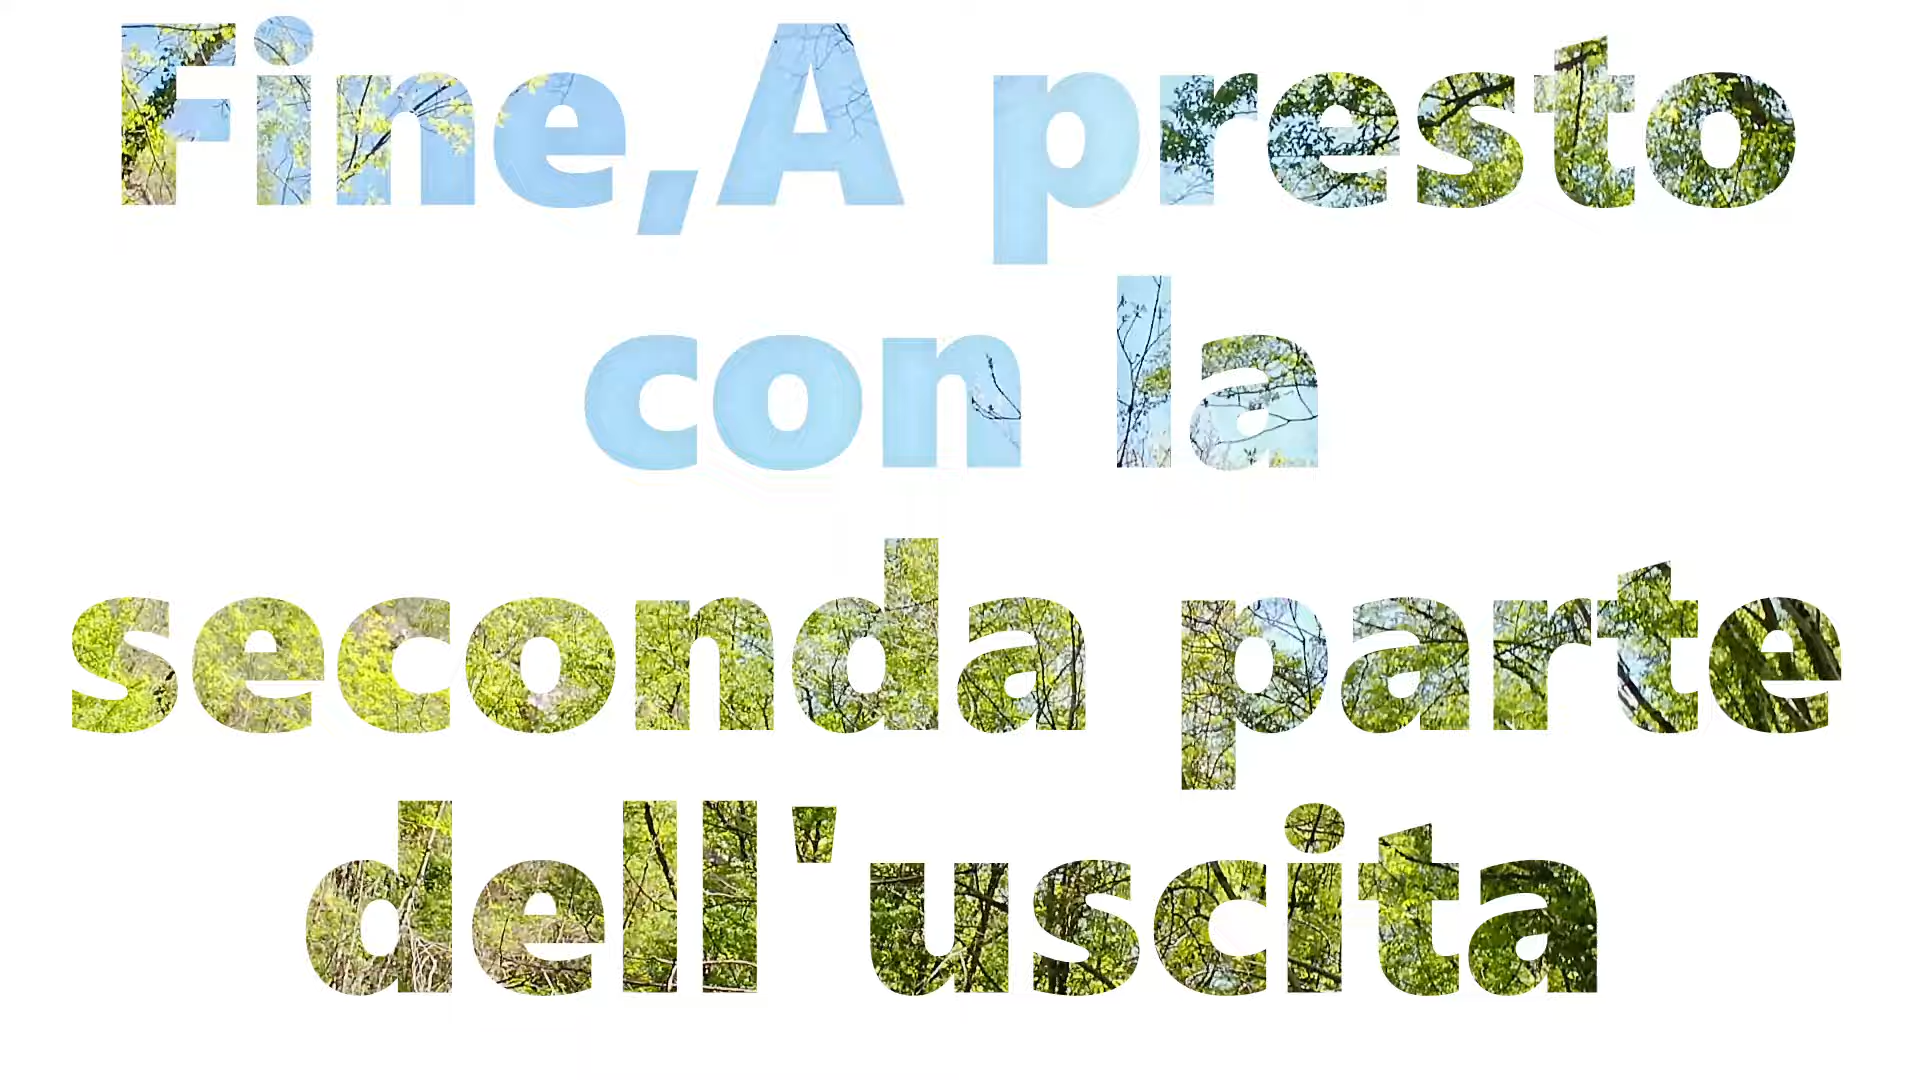 Fine,A presto
con la
seconda parte
dell'uscita